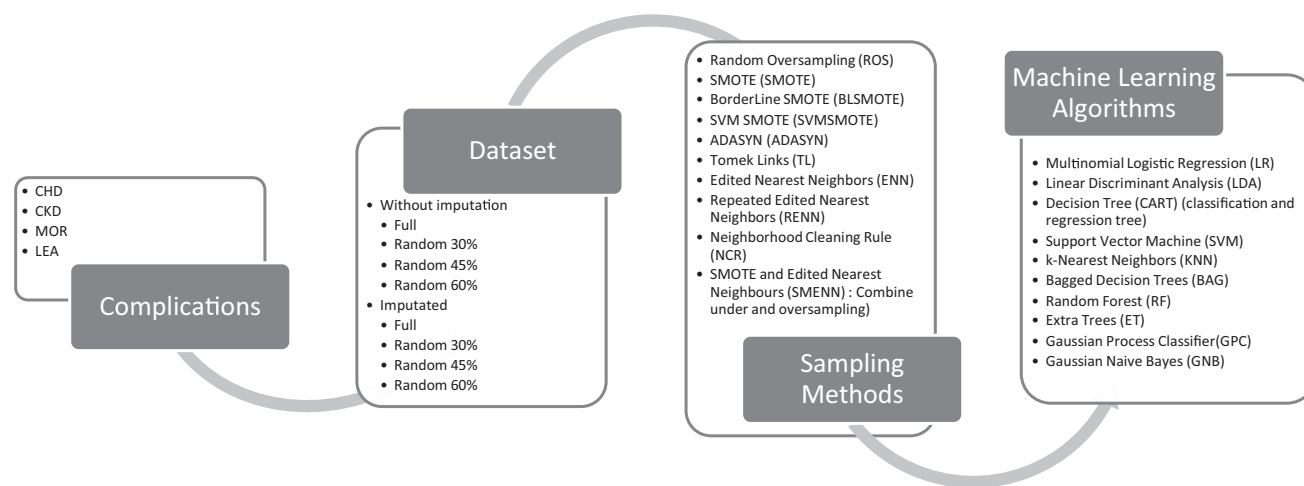 CHD
CKD
MOR
LEA
Complications
Dataset
Without imputation
Full
Random 30%
Random 45%
Random 60%
Imputated
Full
Random 30%
Random 45%
Random 60%
Random Oversampling (ROS)
SMOTE (SMOTE)
BorderLine SMOTE (BLSMOTE)
SVM SMOTE (SVMSMOTE)
ADASYN (ADASYN)
Tomek Links (TL)
Edited Nearest Neighbors (ENN)
Repeated Edited Nearest
Neighbors (RENN)
Neighborhood Cleaning Rule
(NCR)
SMOTE and Edited Nearest
Neighbours (SMENN) : Combine
under and oversampling)
Sampling
Methods
Machine Learning
Algorithms
Multinomial Logistic Regression (LR)
Linear Discriminant Analysis (LDA)
Decision Tree (CART) (classification and
regression tree)
Support Vector Machine (SVM)
k-Nearest Neighbors (KNN)
Bagged Decision Trees (BAG)
Random Forest (RF)
Extra Trees (ET)
Gaussian Process Classifier(GPC)
Gaussian Naive Bayes (GNB)